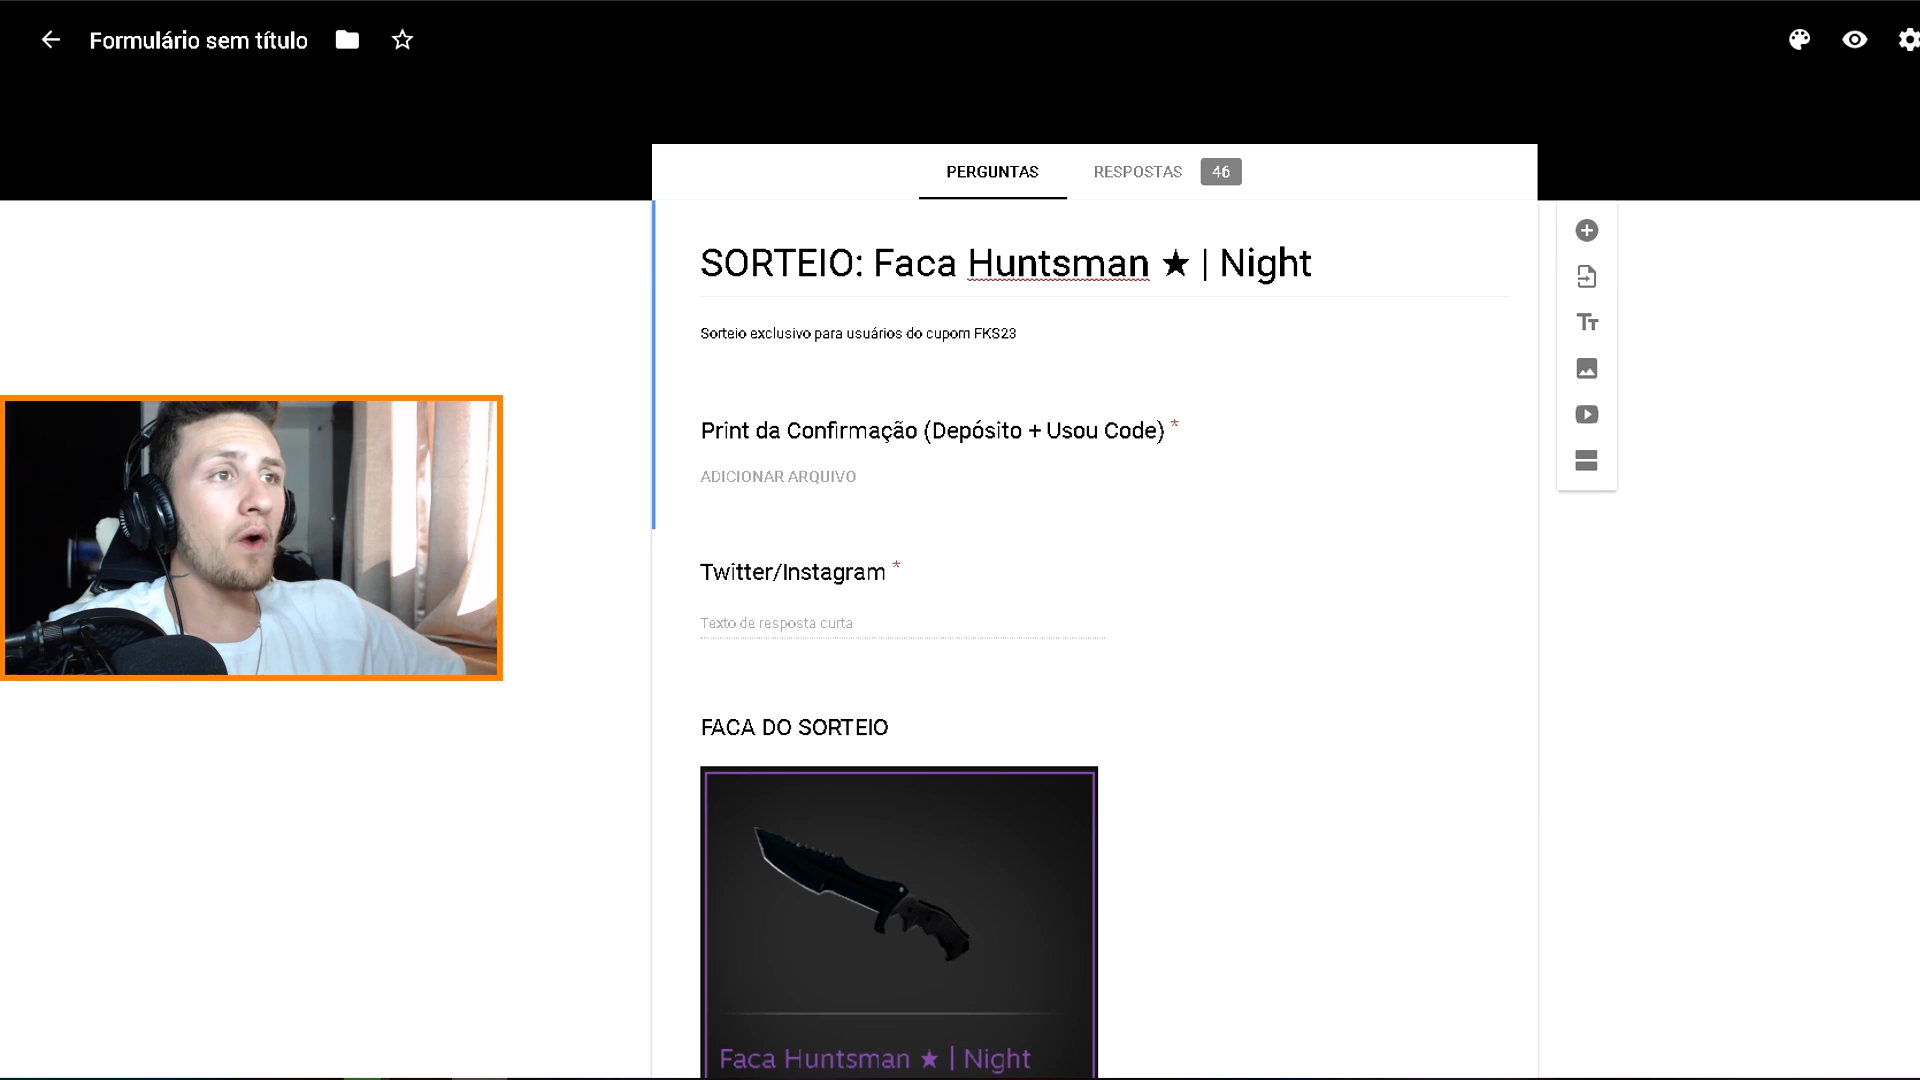 Formulário sem título
PERGUNTAS
RESPOSTAS 46
SORTEIO: Faca Huntsman ★ | Night
Sorteio exclusivo para usuários do cupom FKS23
Print da Confirmação (Depósito + Usou Code) *
ADICIONAR ARQUIVO
Twitter/Instagram *
Texto de resposta curta
FACA DO SORTEIO
Faca Huntsman ★ | Night